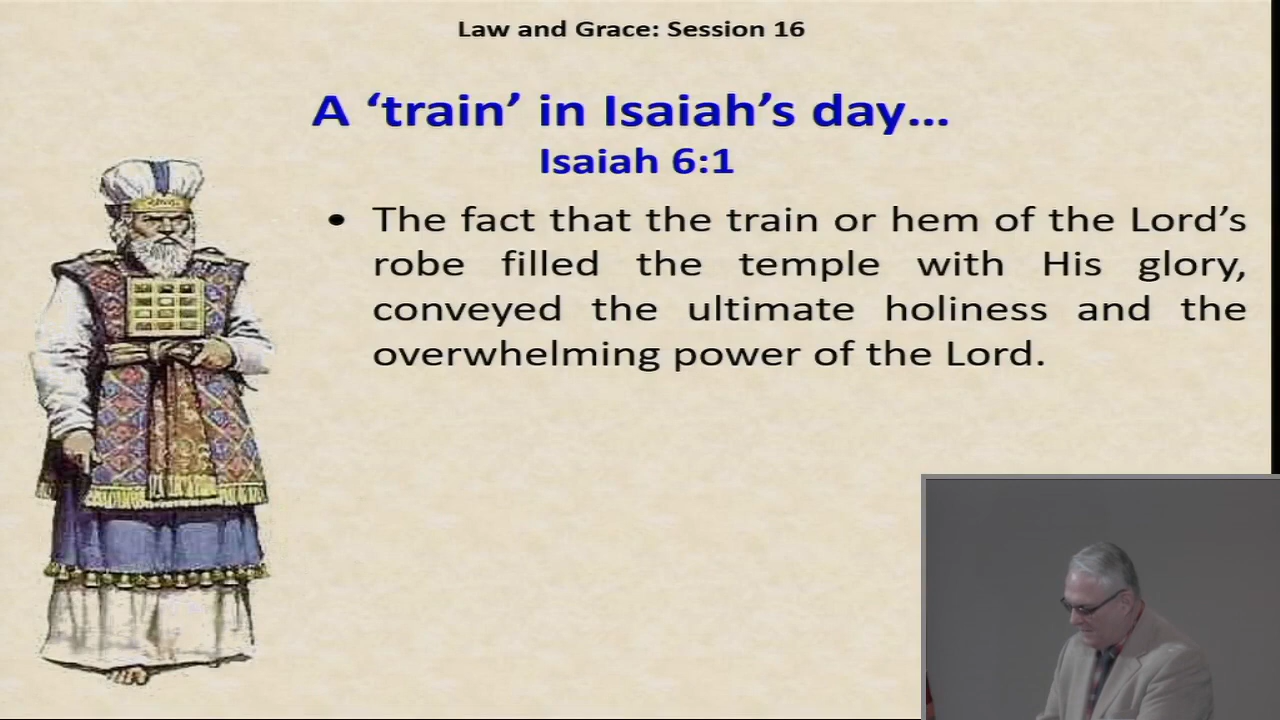 Law and Grace: Session 16
A ‘train’ in Isaiah’s day...
Isaiah 6:1
• The fact that the train or hem of the Lord’s
robe filled the temple with His glory,
conveyed the ultimate holiness and the
overwhelming power of the Lord.